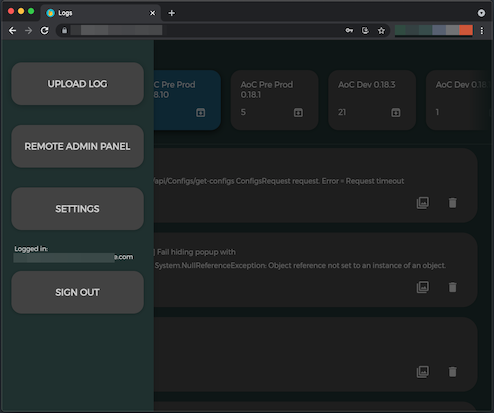 Logs
UPLOAD LOG
REMOTE ADMIN PANEL
SETTINGS
Logged in:
e.com
SIGN OUT
C Pre Prod
8.10
AoC Pre Prod
0.18.1
5
AoC Dev 0.18.3
21
AoC Dev 0.18
1
/api/Configs/get-configs ConfigsRequest request. Error = Request timeout
| Fail hiding popup with
System.NullReferenceException: Object reference not set to an instance of an object.